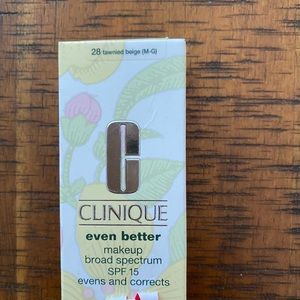 28 tawnied beige (M-G)
CLINIQUE
even better
makeup
broad spectrum
SPF 15
evens and corrects